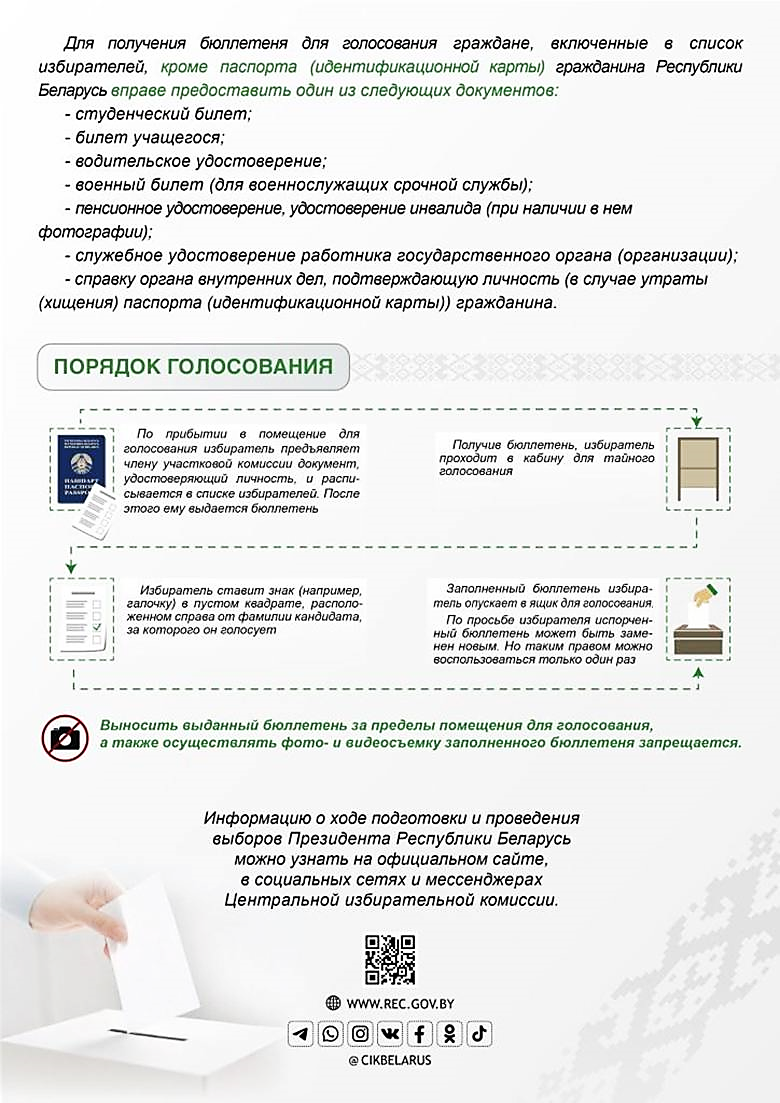 Для получения бюллетеня для голосования граждане, включенные в список
избирателей, кроме паспорта (идентификационной карты) гражданина Республики
Беларусь вправе предоставить один из следующих документов:
- студенческий билет;
- билет учащегося;
- водительское удостоверение;
- военный билет (для военнослужащих срочной службы);
- пенсионное удостоверение, удостоверение инвалида (при наличии в нем
фотографии);
- служебное удостоверение работника государственного органа (организации);
- справку органа внутренних дел, подтверждающую личность (в случае утраты
(хищения) паспорта (идентификационной карты)) гражданина.
ПОРЯДОК ГОЛОСОВАНИЯ
По прибытии в помещение для
голосования избиратель предъявляет
члену участковой комиссии документ,
удостоверяющий личность, и распи-
сывается в списке избирателей. После
этого ему выдается бюллетень
ПАШПАРТ
ПАСПОРТ
Получив бюллетень, избиратель
проходит в кабину для тайного
голосования
Избиратель ставит знак (например,
галочку) в пустом квадрате, располо-
женном справа от фамилии кандидата,
за которого он голосует
Заполненный бюллетень избира-
тель опускает в ящик для голосования.
По просьбе избирателя испорчен-
ный бюллетень может быть заме-
нен новым. Но таким правом можно
воспользоваться только один раз
Выносить выданный бюллетень за пределы помещения для голосования,
а также осуществлять фото- и видеосъемку заполненного бюллетеня запрещается.
Информацию о ходе подготовки и проведения
выборов Президента Республики Беларусь
можно узнать на официальном сайте,
в социальных сетях и мессенджерах
Центральной избирательной комиссии.
WWW.REC.GOV.BY
@CIKBELARUS